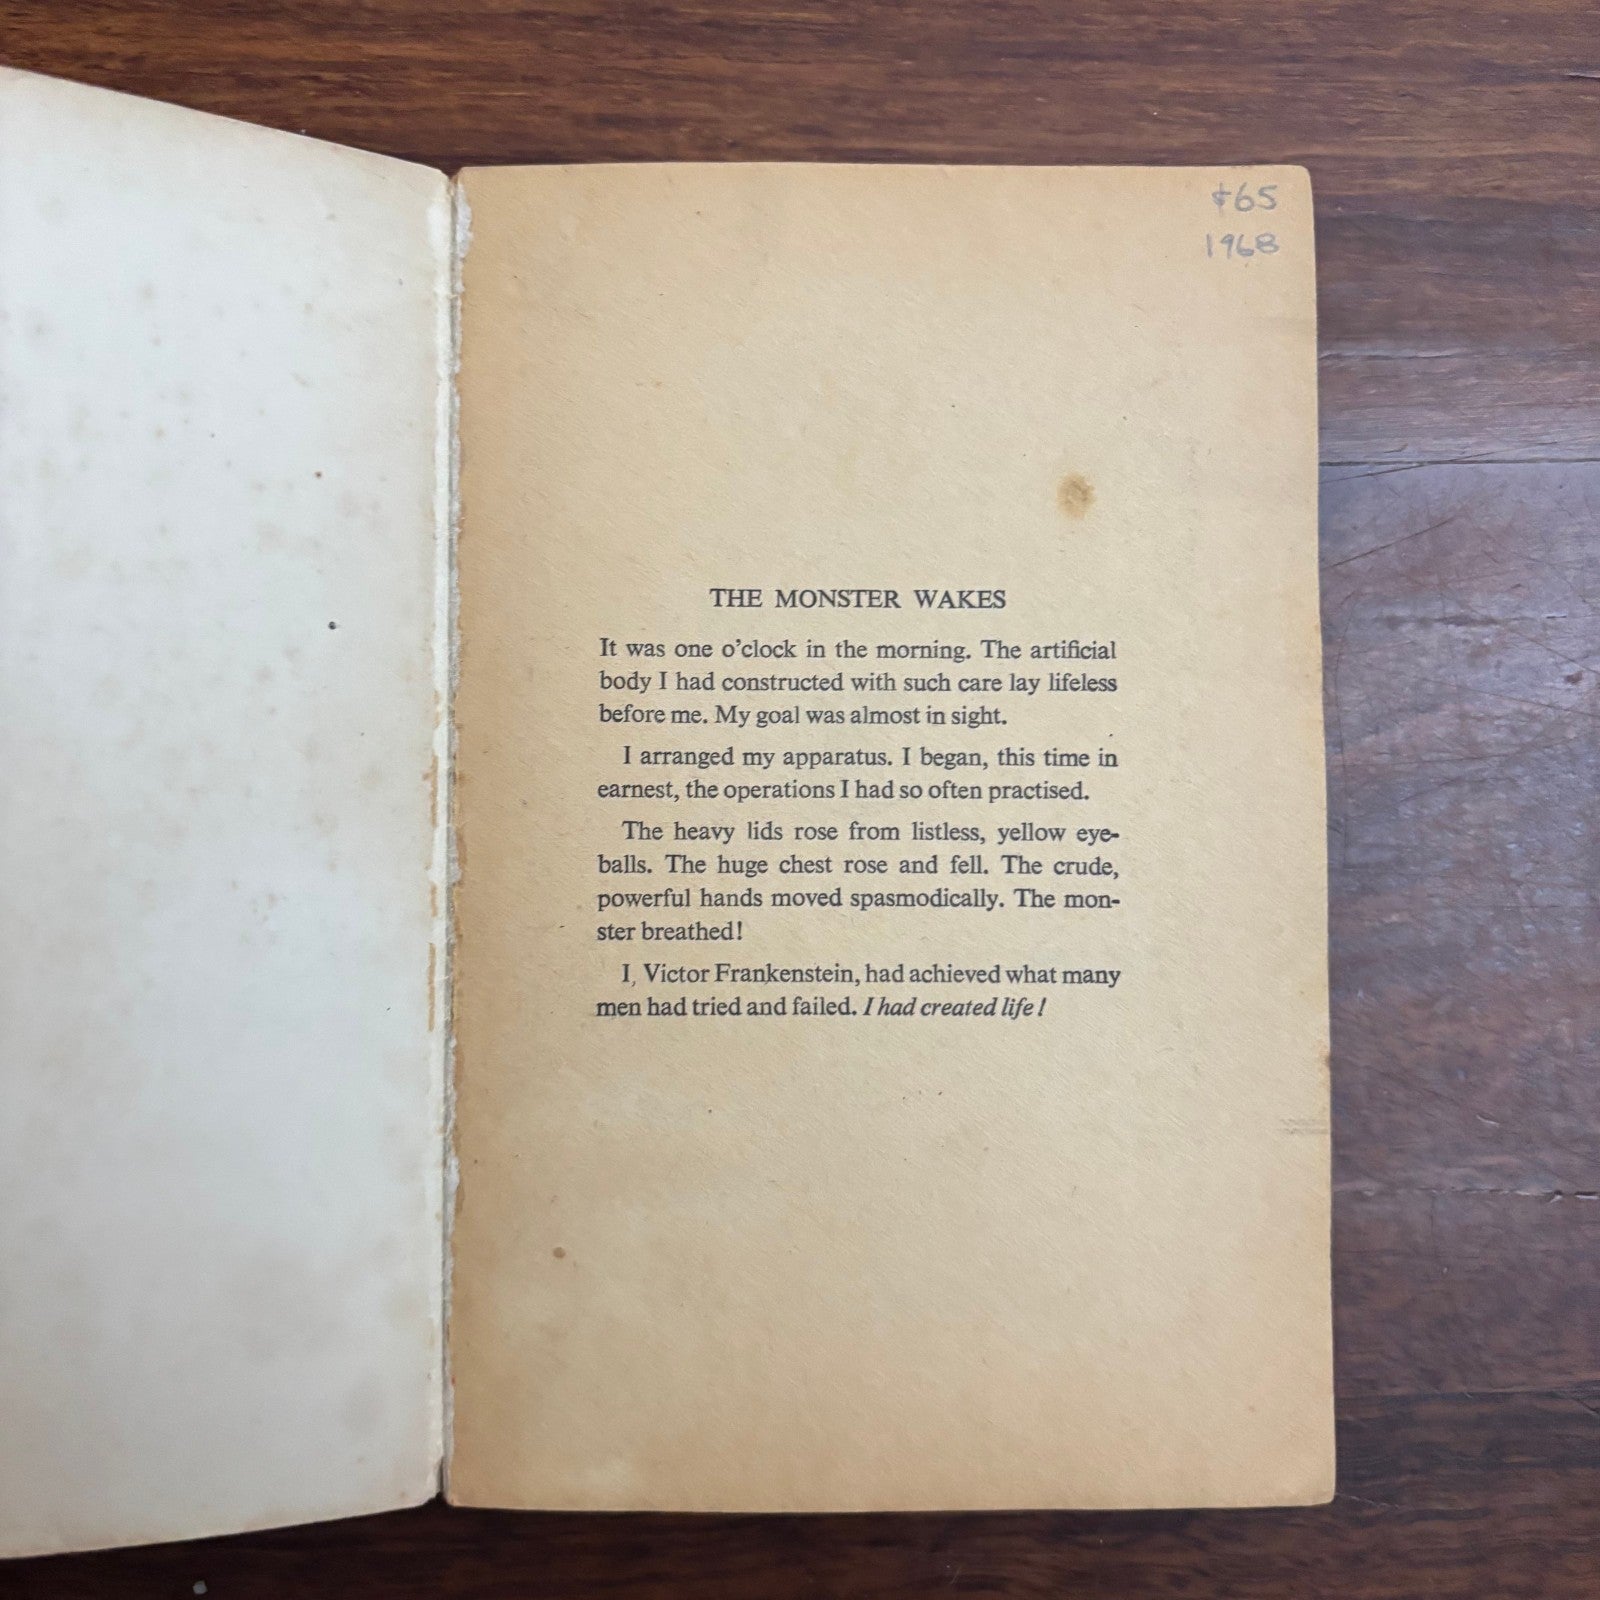 $65
1968
THE MONSTER WAKES
It was one o'clock in the morning. The artificial
body I had constructed with such care lay lifeless
before me. My goal was almost in sight.
I arranged my apparatus. I began, this time in
earnest, the operations I had so often practised.
The heavy lids rose from listless, yellow eye-
balls. The huge chest rose and fell. The crude,
powerful hands moved spasmodically. The mon-
ster breathed!
I, Victor Frankenstein, had achieved what many
men had tried and failed. I had created life!